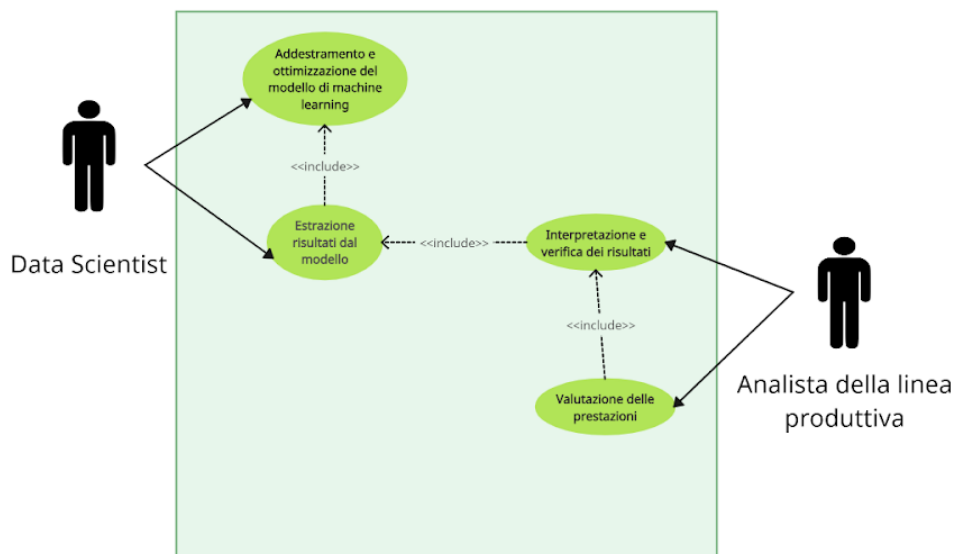 Addestramento e
ottimizzazione del
modello di machine
learning
<<include>>
Data Scientist
Estrazione
risultati dal
modello
<<include>>
Interpretazione e
verifica dei risultati
<<include>>
Valutazione delle
prestazioni
Analista della linea
produttiva